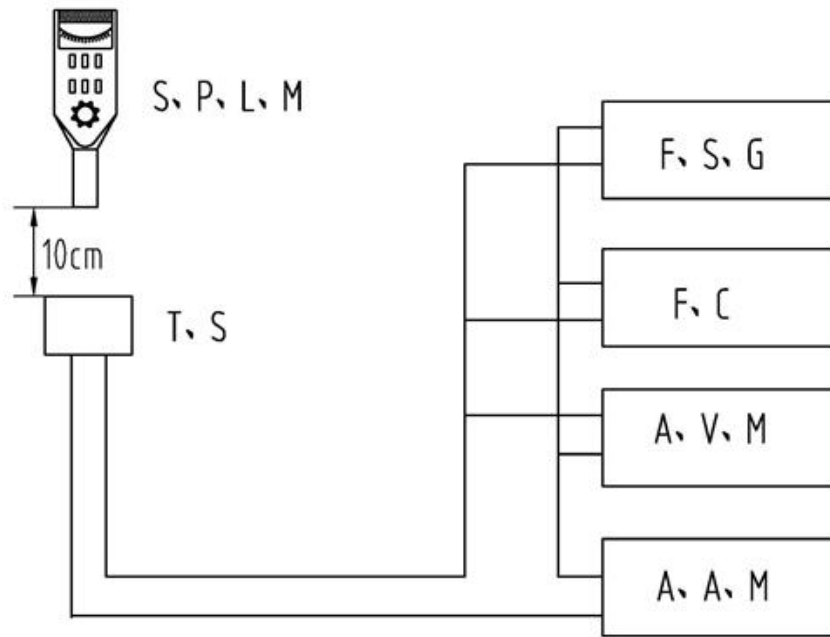 S、P、L、M
F、S、G
10cm
F、C
T、S
A、V、M
A、A、M